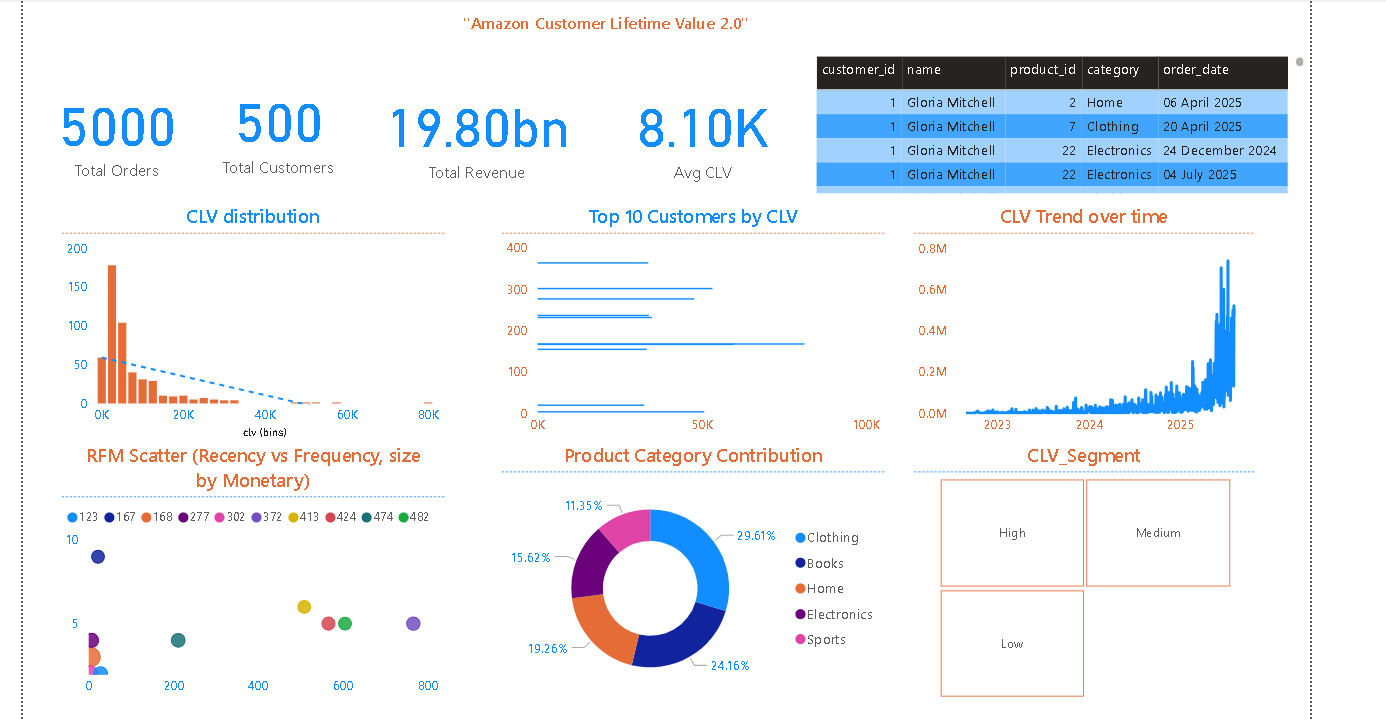 "Amazon Customer Lifetime Value 2.0"
5000
Total Orders
500
Total Customers
19.80bn
Total Revenue
8.10K
Avg CLV
customer_id name product_id category order_date
1 Gloria Mitchell 2 Home 06 April 2025
1 Gloria Mitchell 7 Clothing 20 April 2025
1 Gloria Mitchell 22 Electronics 24 December 2024
1 Gloria Mitchell 22 Electronics 04 July 2025
CLV distribution
200
150
100
50
0
0K 20K 40K 60K 80K
clv (bins)
Top 10 Customers by CLV
400
300
200
100
0
0K 50K 100K
CLV Trend over time
0.8M
0.6M
0.4M
0.2M
0.0M
2023 2024 2025
RFM Scatter (Recency vs Frequency, size
by Monetary)
123 167 168 277 302 372 413 424 474 482
10
5
0 200 400 600 800
Product Category Contribution
11.35%
29.61%
15.62%
19.26%
24.16%
Clothing
Books
Home
Electronics
Sports
CLV_Segment
High
Medium
Low